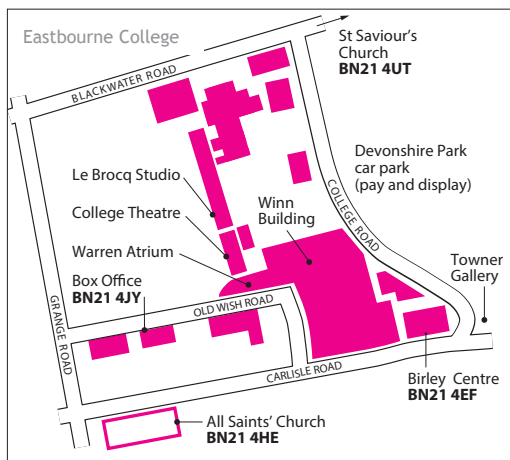 Eastbourne College
St Saviour's
Church
BN21 4UT
BLACKWATER ROAD
Devonshire Park
car park
(pay and display)
Le Brocq Studio
College Theatre
Winn
Building
COLLEGE ROAD
Warren Atrium
Towner
Gallery
Box Office
BN21 4JY
OLD WISH ROAD
GRANGE ROAD
CARLISLE ROAD
Birley Centre
BN21 4EF
All Saints' Church
BN21 4HE